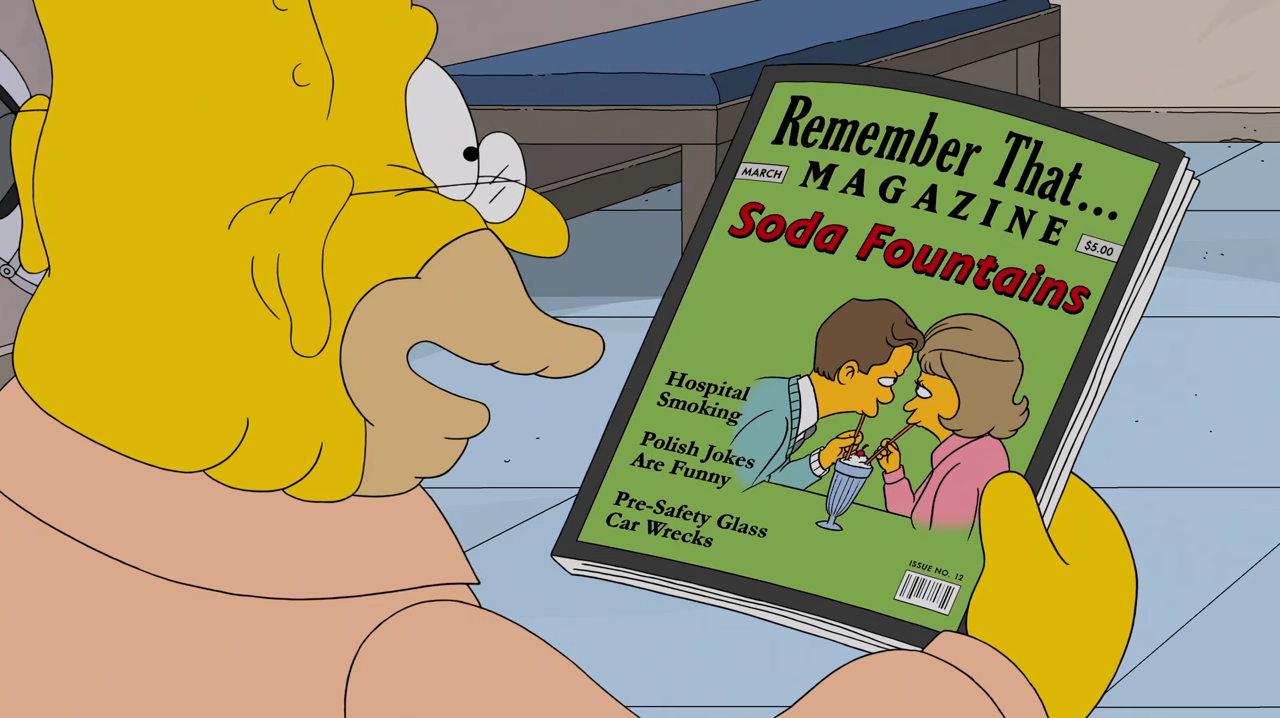 Remember That...
MARCH
MAGAZINE
$5.00
Soda Fountains
Hospital
Smoking
Polish Jokes
Are Funny
Pre-Safety Glass
Car Wrecks
ISSUE NO. 12